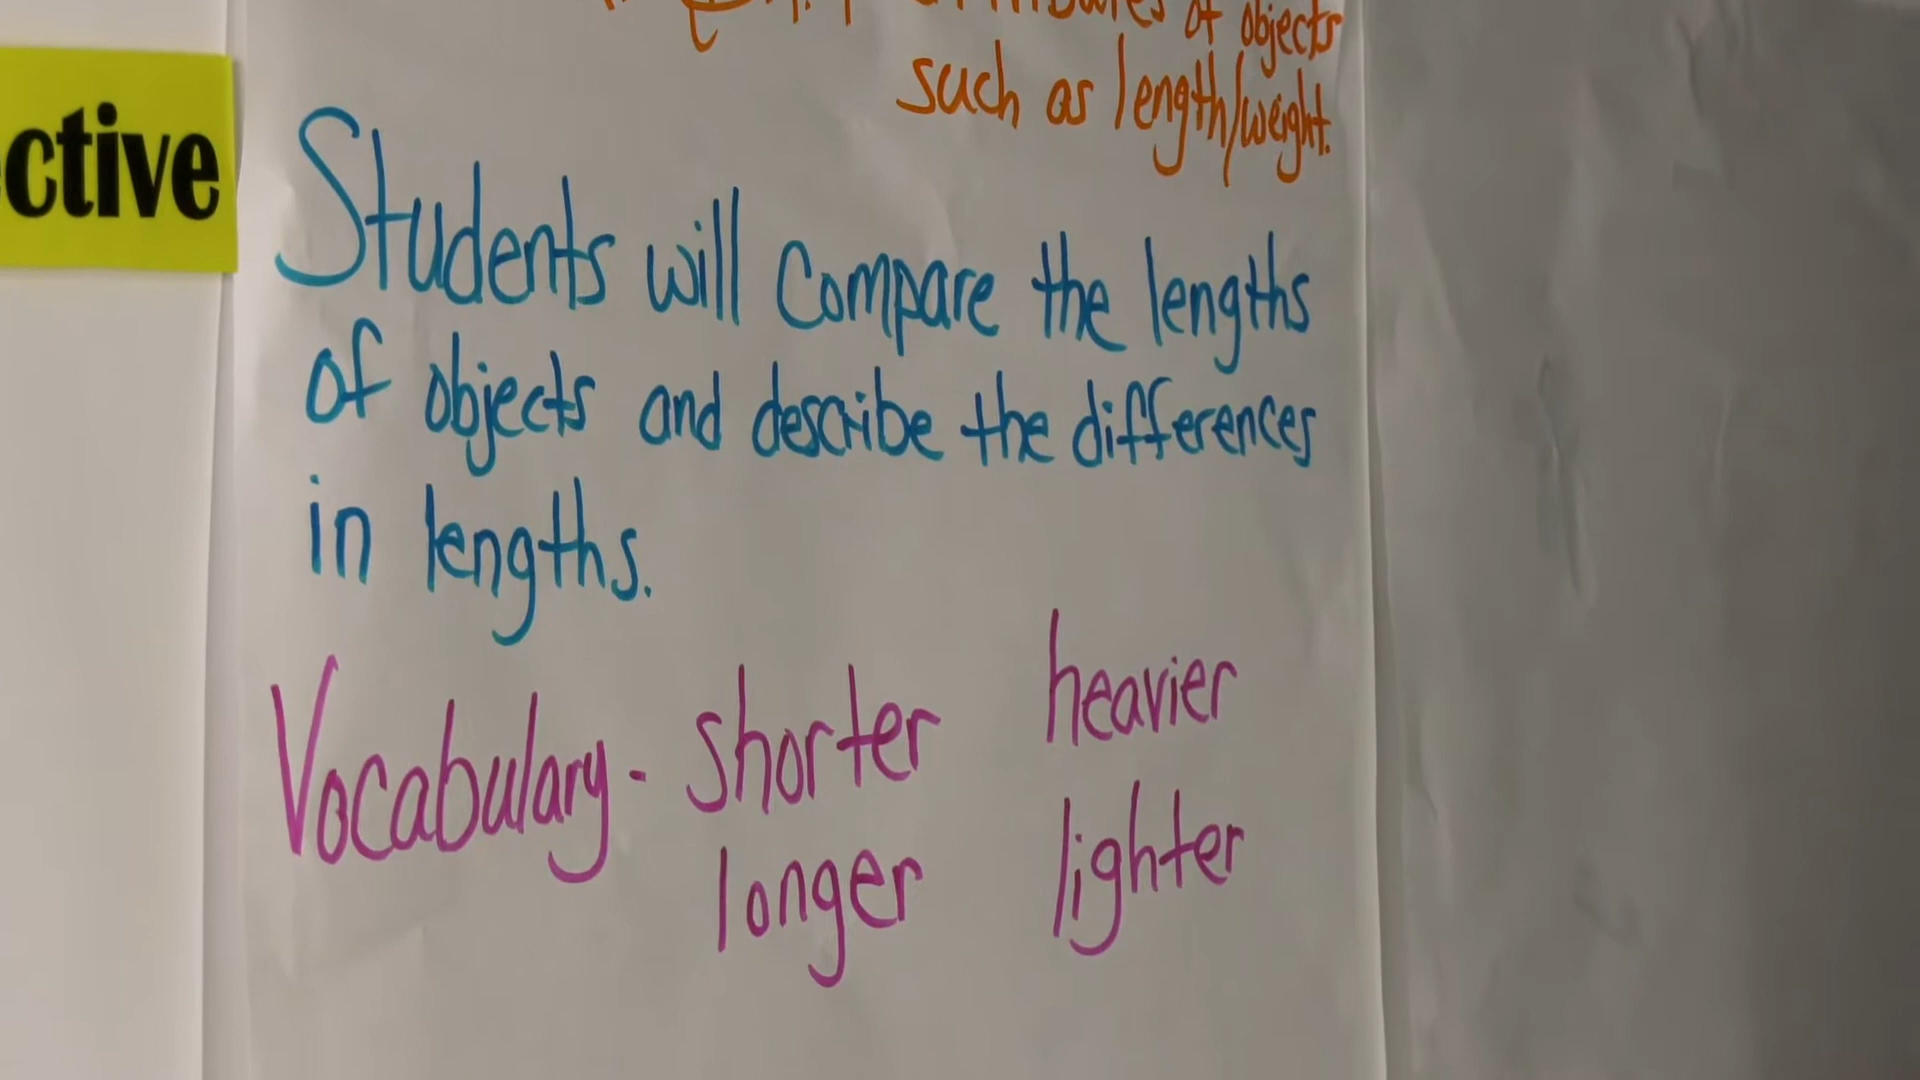 of objects
such as length/weight.
ctive
Students will compare the lengths
of objects and describe the differences
in lengths.
Vocabulary - shorter heavier
longer lighter